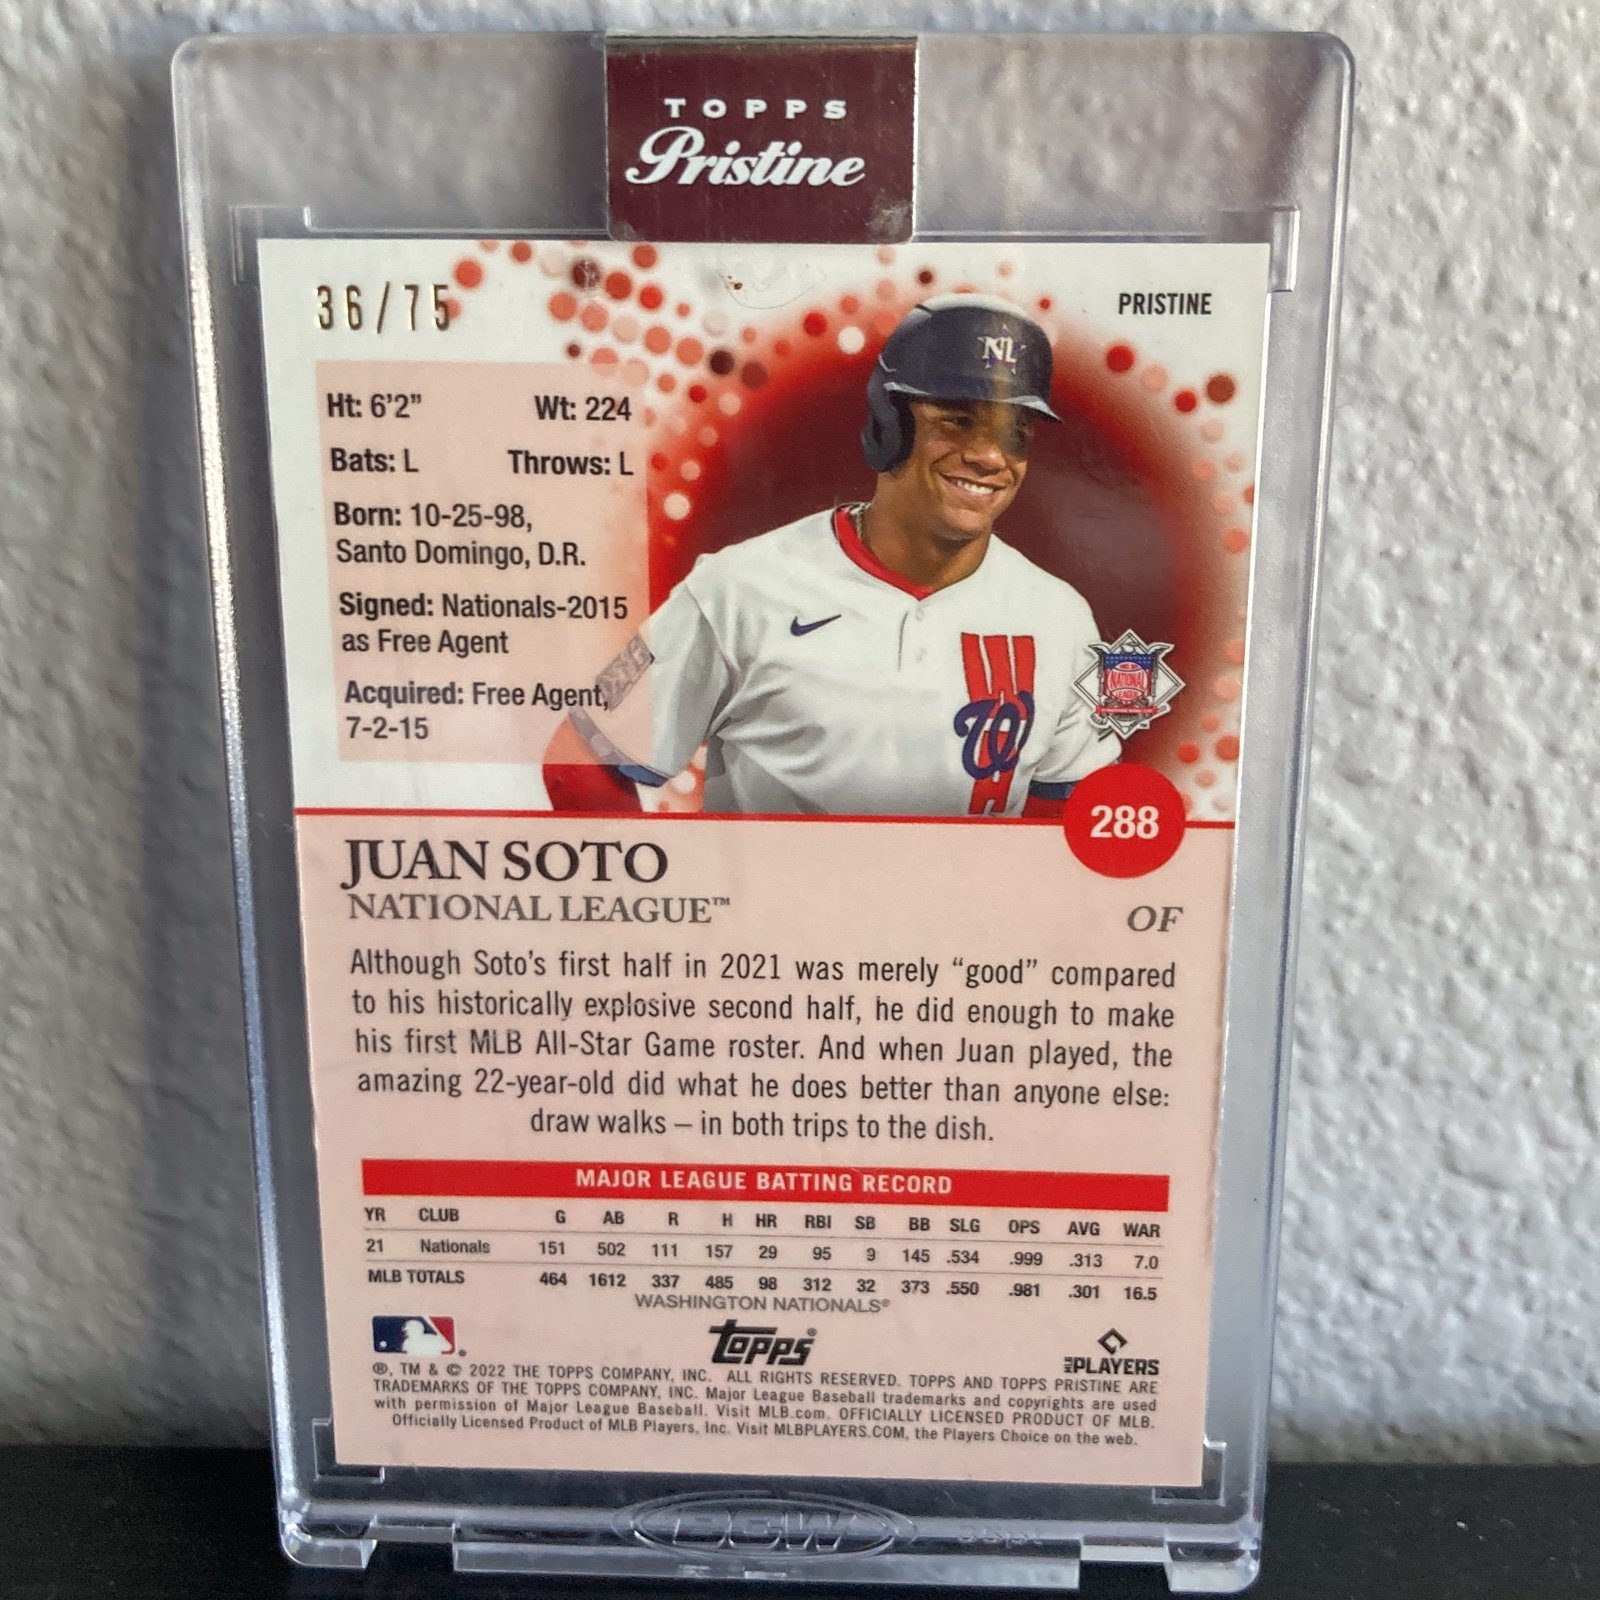 TOPPS
Pristine
36/75
PRISTINE
Ht: 6'2" Wt: 224
Bats: L Throws: L
Born: 10-25-98,
Santo Domingo, D.R.
Signed: Nationals-2015
as Free Agent
Acquired: Free Agent,
7-2-15
NL
W
NATIONAL
LEAGUE
288
JUAN SOTO
NATIONAL LEAGUE™
OF
Although Soto's first half in 2021 was merely “good” compared
to his historically explosive second half, he did enough to make
his first MLB All-Star Game roster. And when Juan played, the
amazing 22-year-old did what he does better than anyone else:
draw walks – in both trips to the dish.
MAJOR LEAGUE BATTING RECORD
YR CLUB G AB R H HR RBI SB BB SLG OPS AVG WAR
21 Nationals 151 502 111 157 29 95 9 145 .534 .999 .313 7.0
MLB TOTALS 464 1612 337 485 98 312 32 373 .550 .981 .301 16.5
WASHINGTON NATIONALS®
topps®
MLB PLAYERS
®, TM & © 2022 THE TOPPS COMPANY, INC. ALL RIGHTS RESERVED. TOPPS AND TOPPS PRISTINE ARE
TRADEMARKS OF THE TOPPS COMPANY, INC. Major League Baseball trademarks and copyrights are used
with permission of Major League Baseball. Visit MLB.com. OFFICIALLY LICENSED PRODUCT OF MLB.
Officially Licensed Product of MLB Players, Inc. Visit MLBPLAYERS.COM, the Players Choice on the web.
BCW